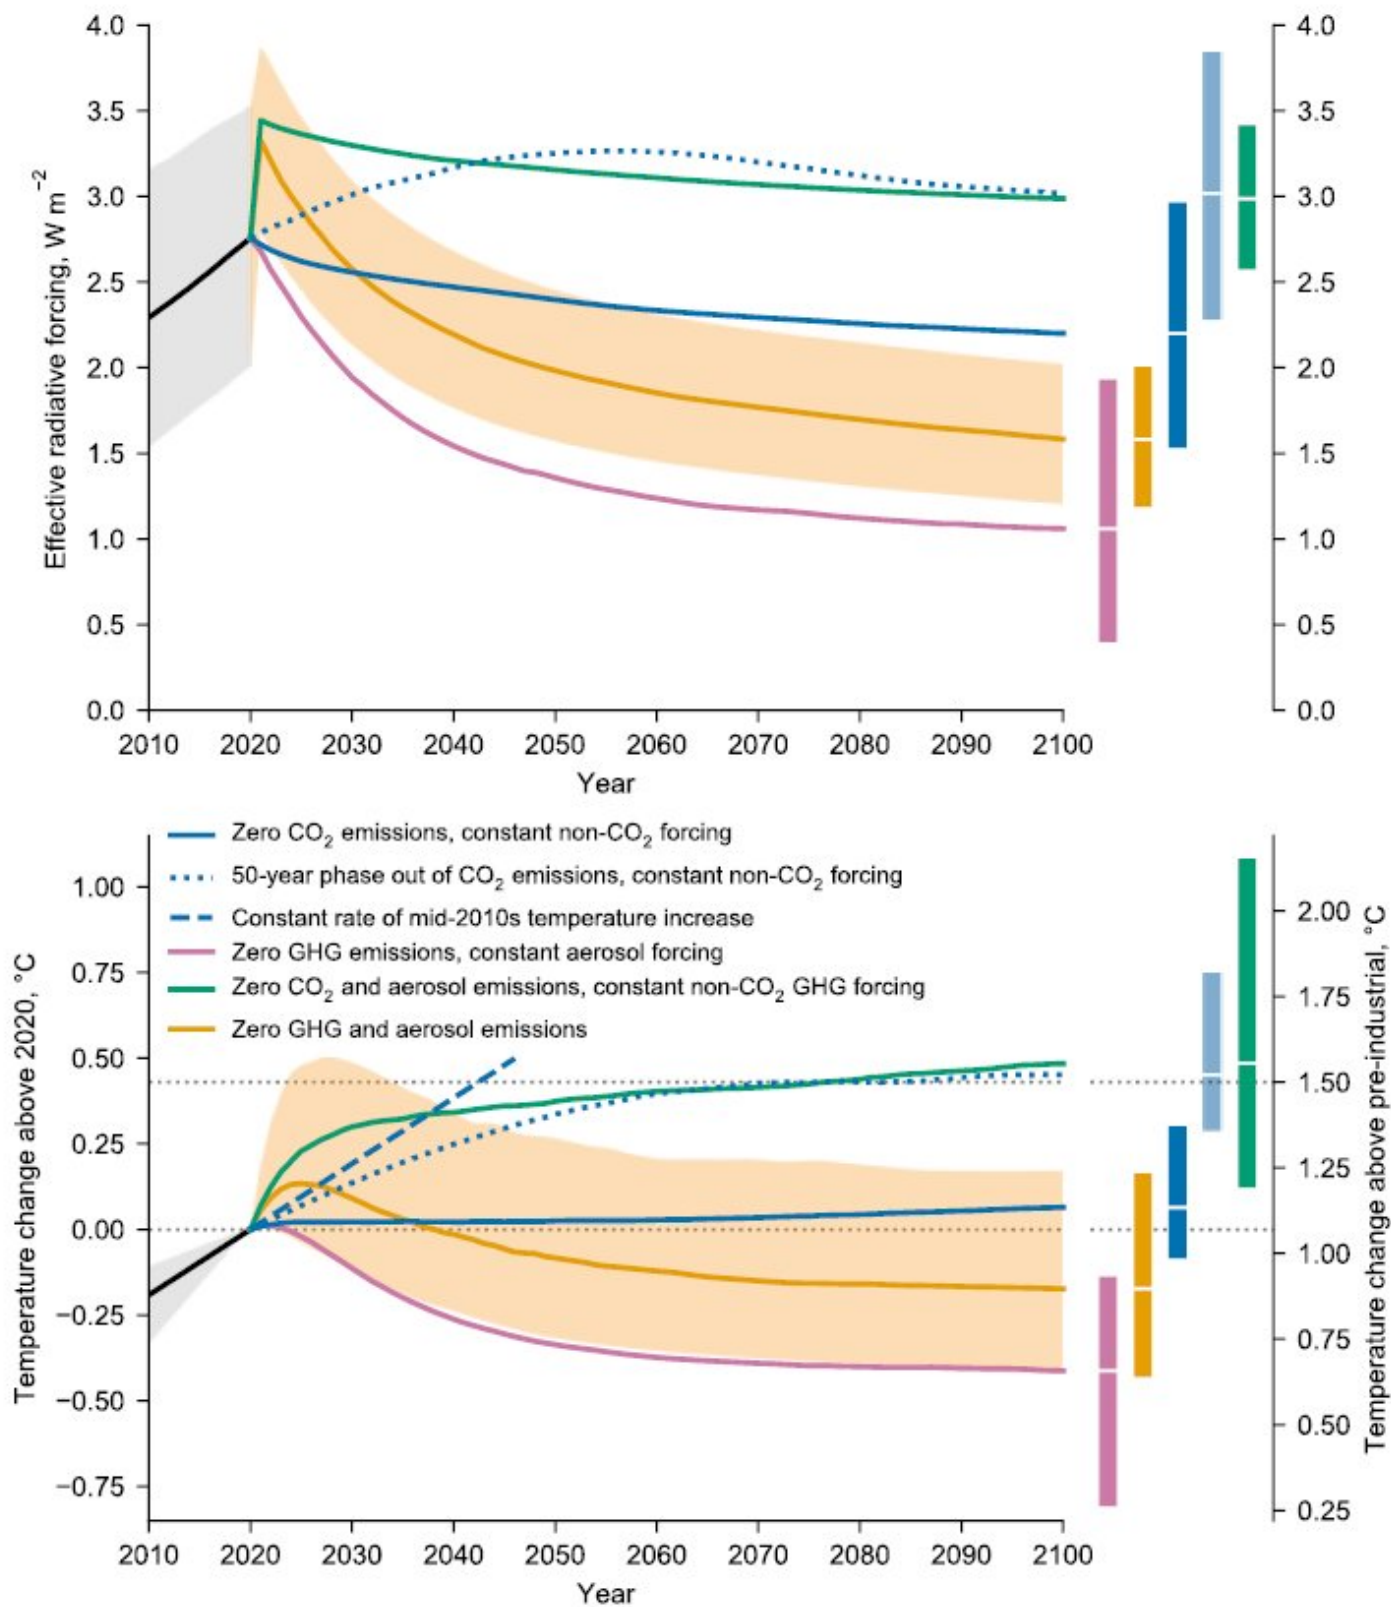 4.0 4.0
3.5 3.5
3.0 3.0
2.5 2.5
2.0 2.0
1.5 1.5
1.0 1.0
0.5 0.5
0.0 0.0
Effective radiative forcing, W m⁻²
2010 2020 2030 2040 2050 2060 2070 2080 2090 2100
Year
Zero CO₂ emissions, constant non-CO₂ forcing
50-year phase out of CO₂ emissions, constant non-CO₂ forcing
Constant rate of mid-2010s temperature increase
Zero GHG emissions, constant aerosol forcing
Zero CO₂ and aerosol emissions, constant non-CO₂ GHG forcing
Zero GHG and aerosol emissions
Temperature change above 2020, °C
1.00
0.75
0.50
0.25
0.00
−0.25
−0.50
−0.75
2.00
1.75
1.50
1.25
1.00
0.75
0.50
0.25
Temperature change above pre-industrial, °C
2010 2020 2030 2040 2050 2060 2070 2080 2090 2100
Year